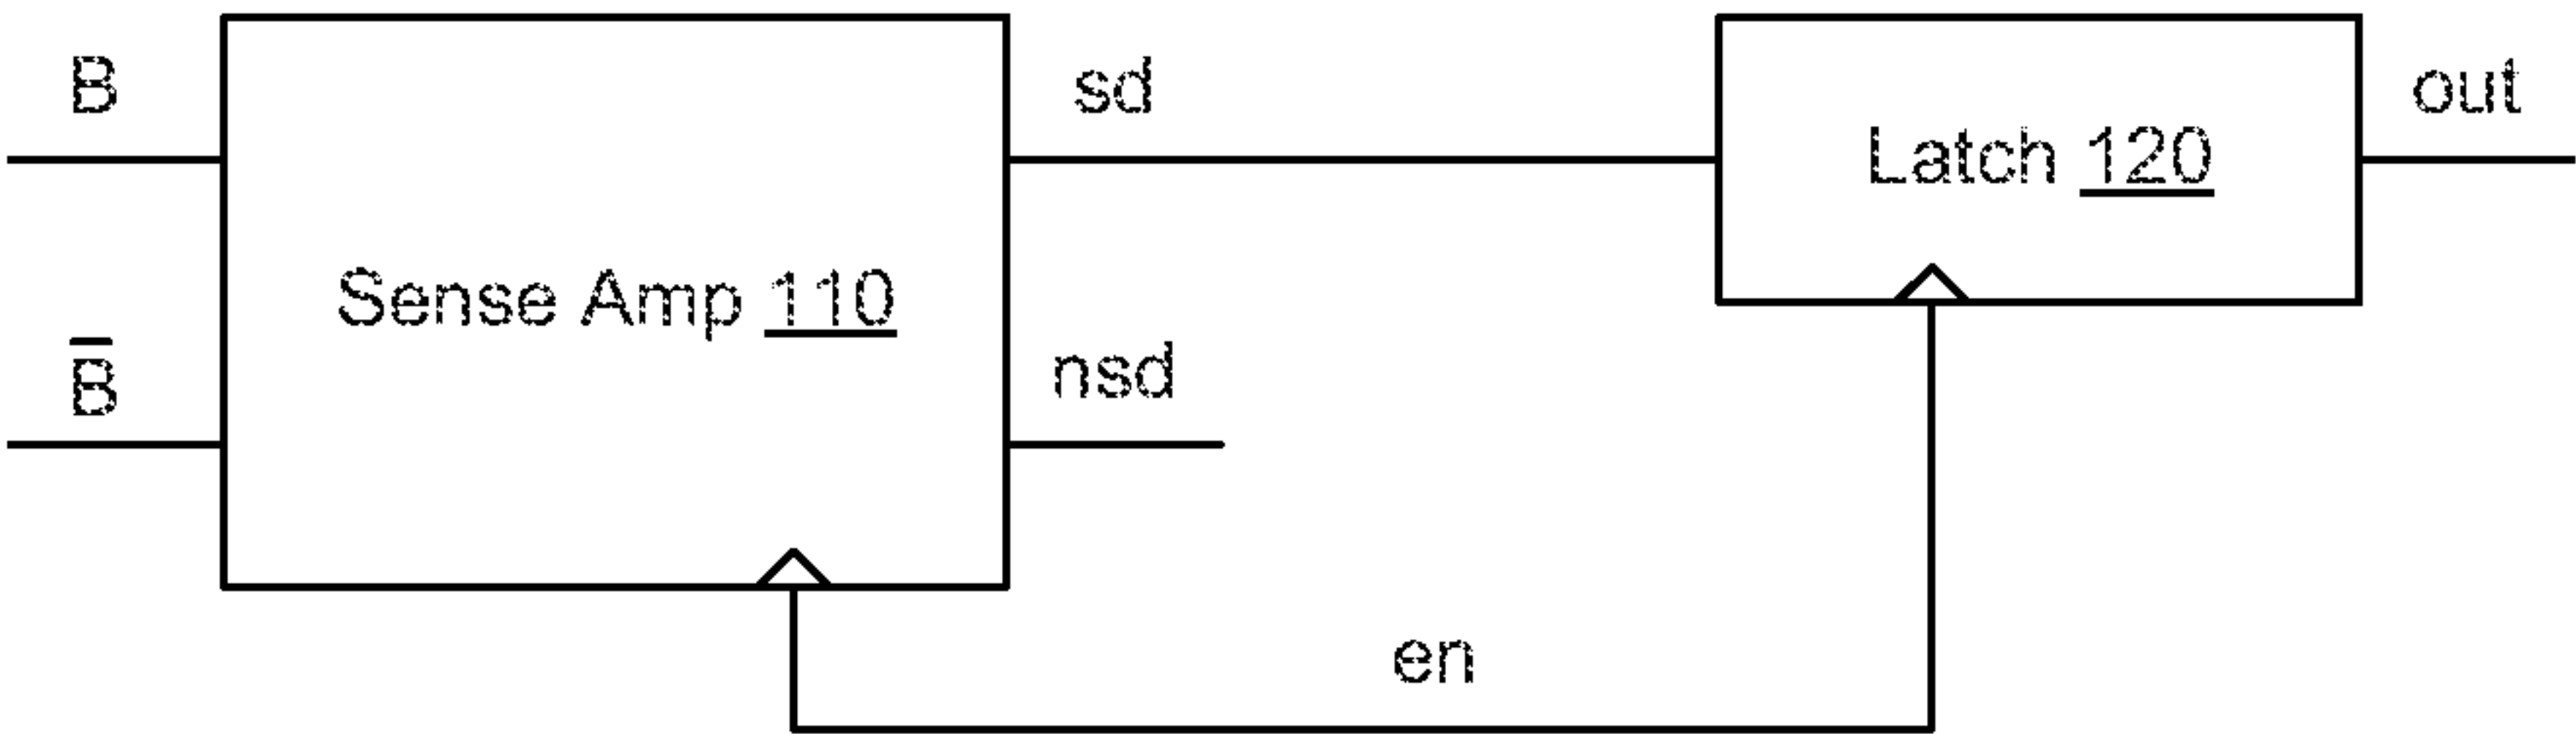 B
sd
Latch 120
out
Sense Amp 110
B̅
nsd
en